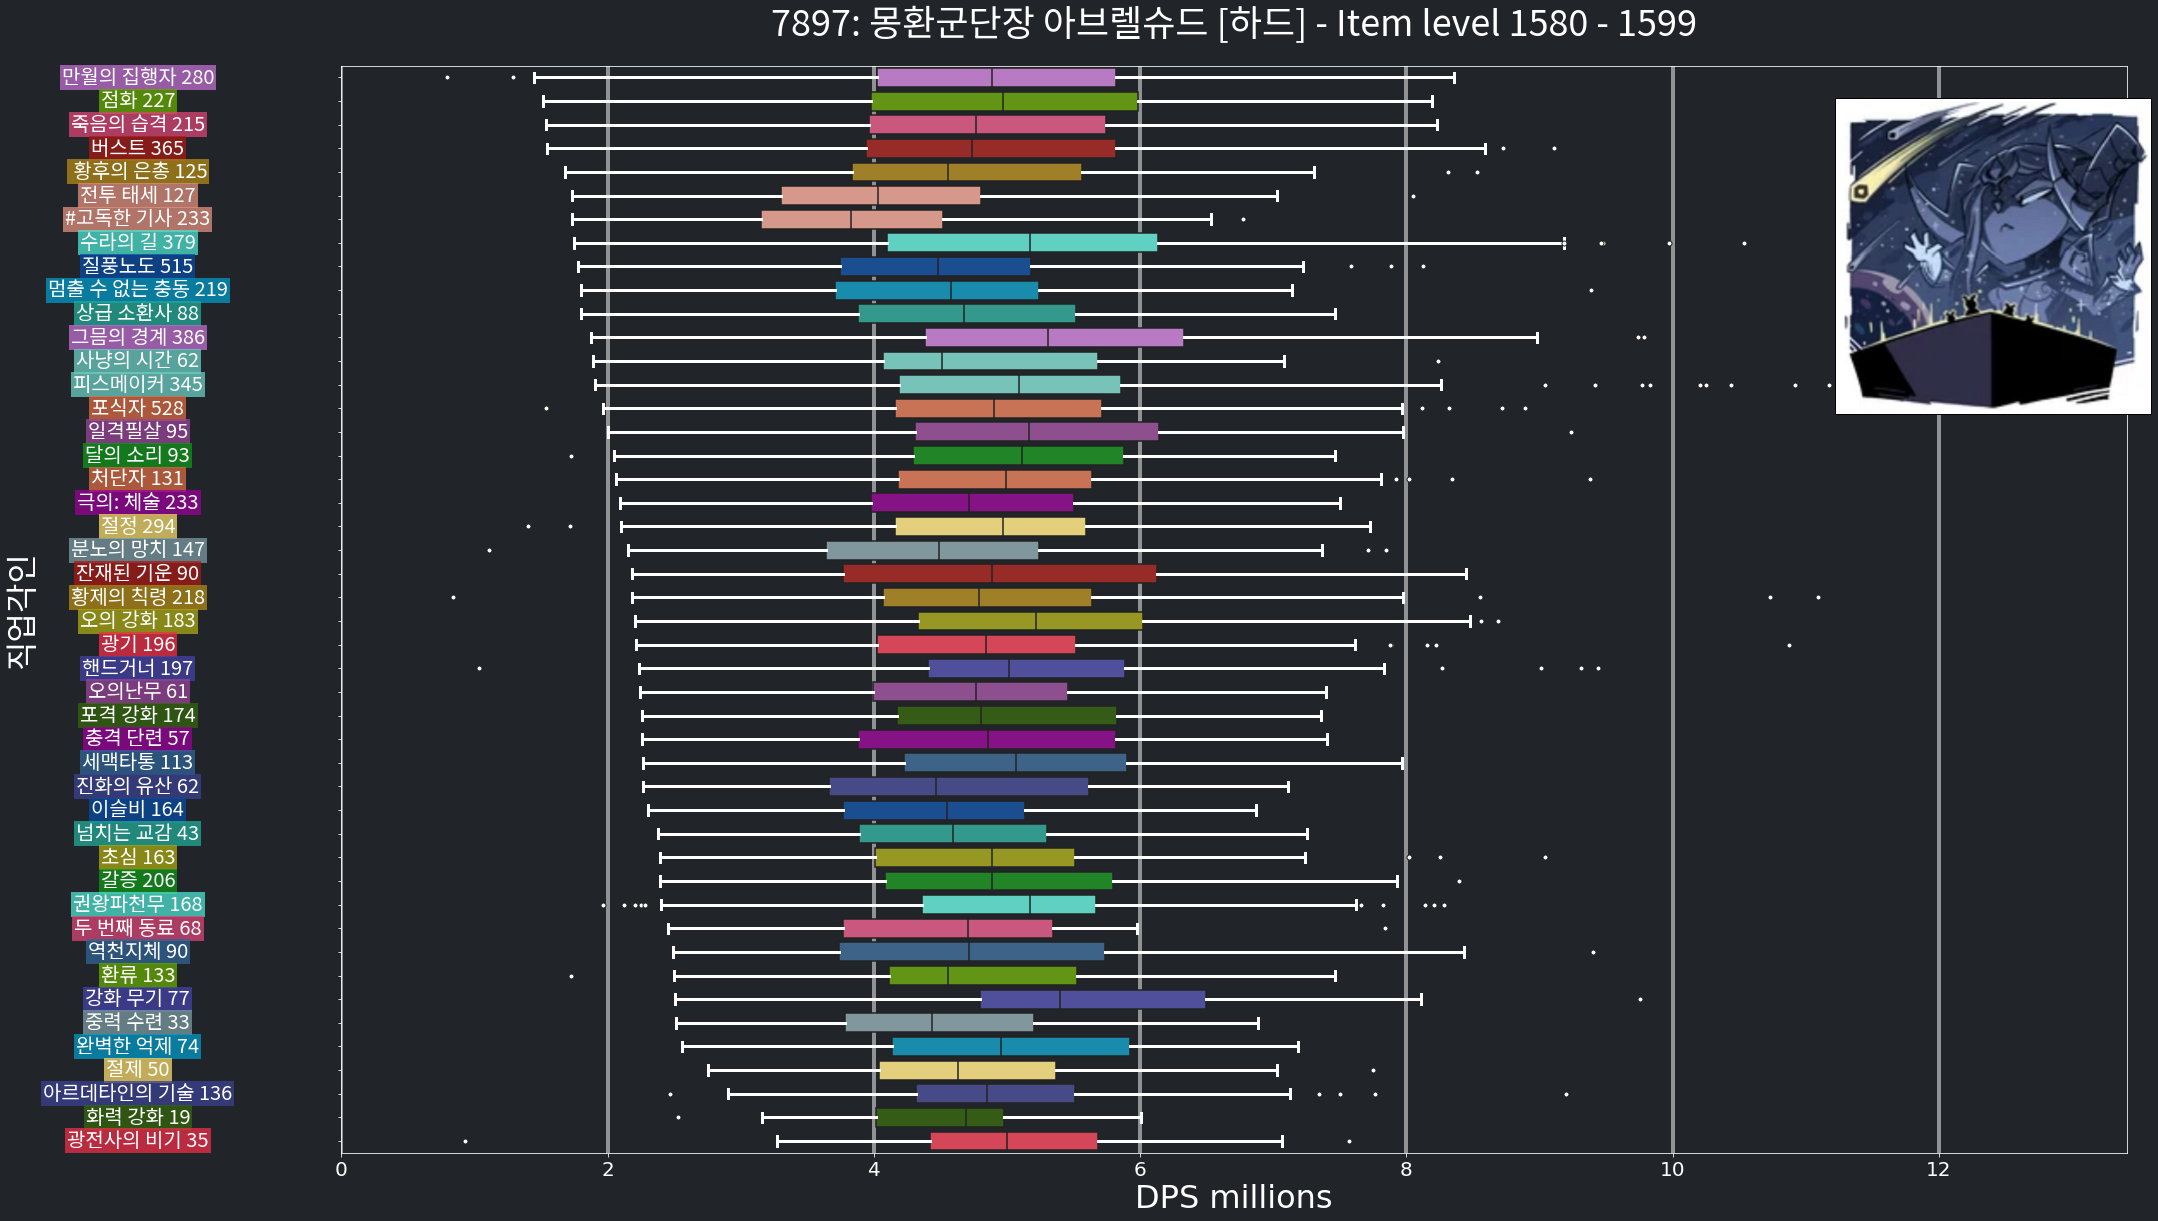 7897: 몽환군단장 아브렐슈드 [하드] - Item level 1580 - 1599
만월의 집행자 280
점화 227
죽음의 습격 215
버스트 365
황후의 은총 125
전투 태세 127
#고독한 기사 233
수라의 길 379
질풍노도 515
멈출 수 없는 충동 219
상급 소환사 88
그믐의 경계 386
사냥의 시간 62
피스메이커 345
포식자 528
일격필살 95
달의 소리 93
처단자 131
극의: 체술 233
절정 294
분노의 망치 147
잔재된 기운 90
황제의 칙령 218
오의 강화 183
광기 196
핸드거너 197
오의난무 61
포격 강화 174
충격 단련 57
세맥타통 113
진화의 유산 62
이슬비 164
넘치는 교감 43
초심 163
갈증 206
권왕파천무 168
두 번째 동료 68
역천지체 90
환류 133
강화 무기 77
중력 수련 33
완벽한 억제 74
절제 50
아르데타인의 기술 136
화력 강화 19
광전사의 비기 35
직업각인
0 2 4 6 8 10 12
DPS millions